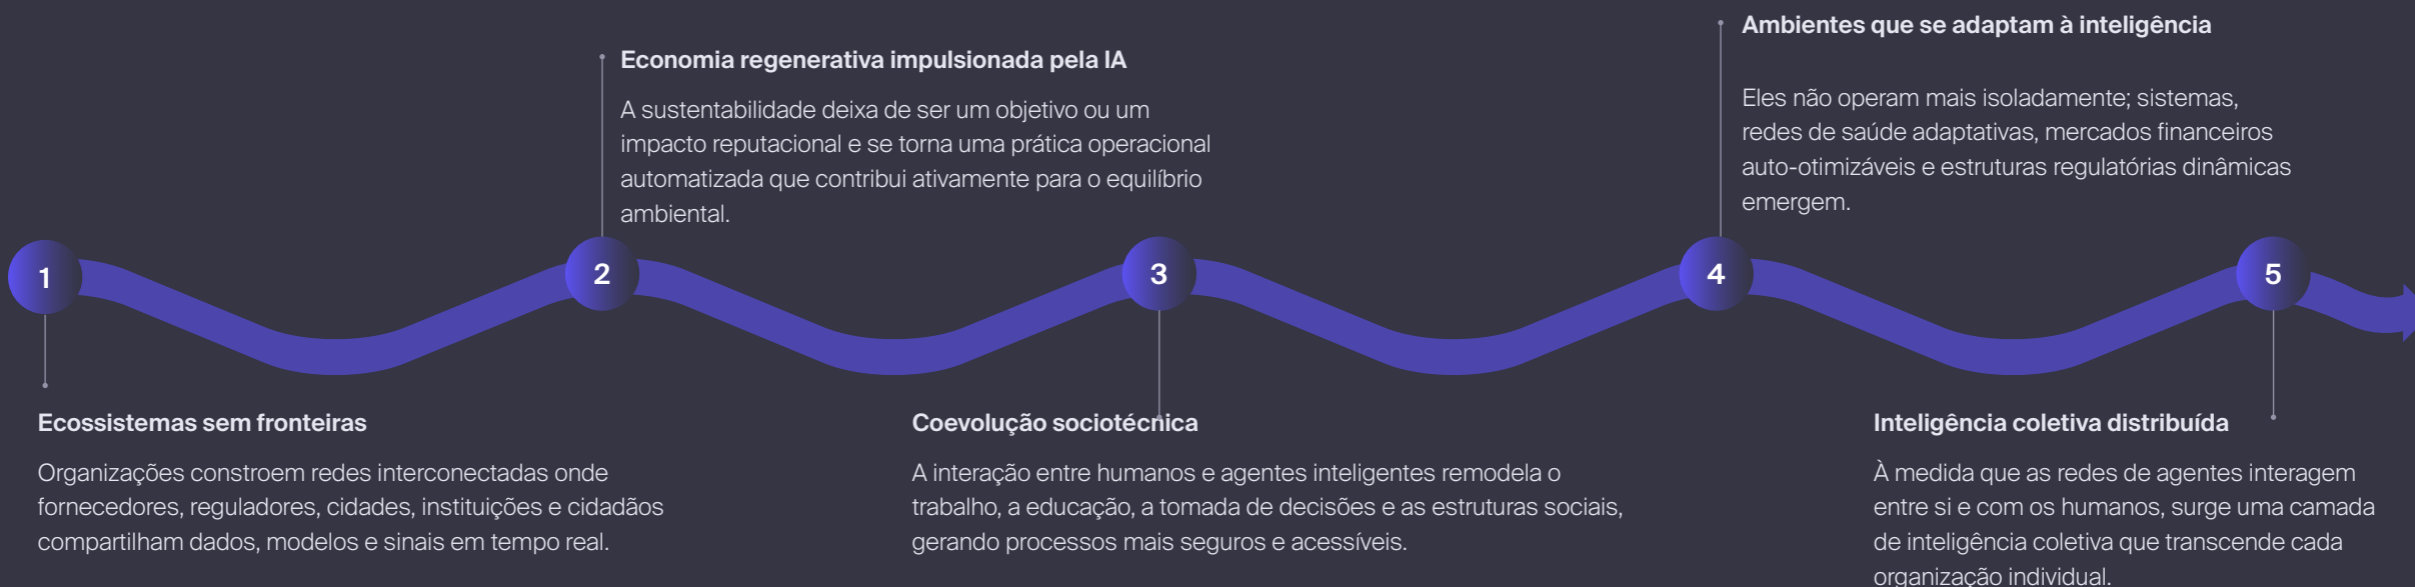 1
Ecossistemas sem fronteiras
Organizações constroem redes interconectadas onde
fornecedores, reguladores, cidades, instituições e cidadãos
compartilham dados, modelos e sinais em tempo real.
2
Economia regenerativa impulsionada pela IA
A sustentabilidade deixa de ser um objetivo ou um
impacto reputacional e se torna uma prática operacional
automatizada que contribui ativamente para o equilíbrio
ambiental.
3
Coevolução sociotécnica
A interação entre humanos e agentes inteligentes remodela o
trabalho, a educação, a tomada de decisões e as estruturas sociais,
gerando processos mais seguros e acessíveis.
4
Ambientes que se adaptam à inteligência
Eles não operam mais isoladamente; sistemas,
redes de saúde adaptativas, mercados financeiros
auto-otimizáveis e estruturas regulatórias dinâmicas
emergem.
5
Inteligência coletiva distribuída
À medida que as redes de agentes interagem
entre si e com os humanos, surge uma camada
de inteligência coletiva que transcende cada
organização individual.